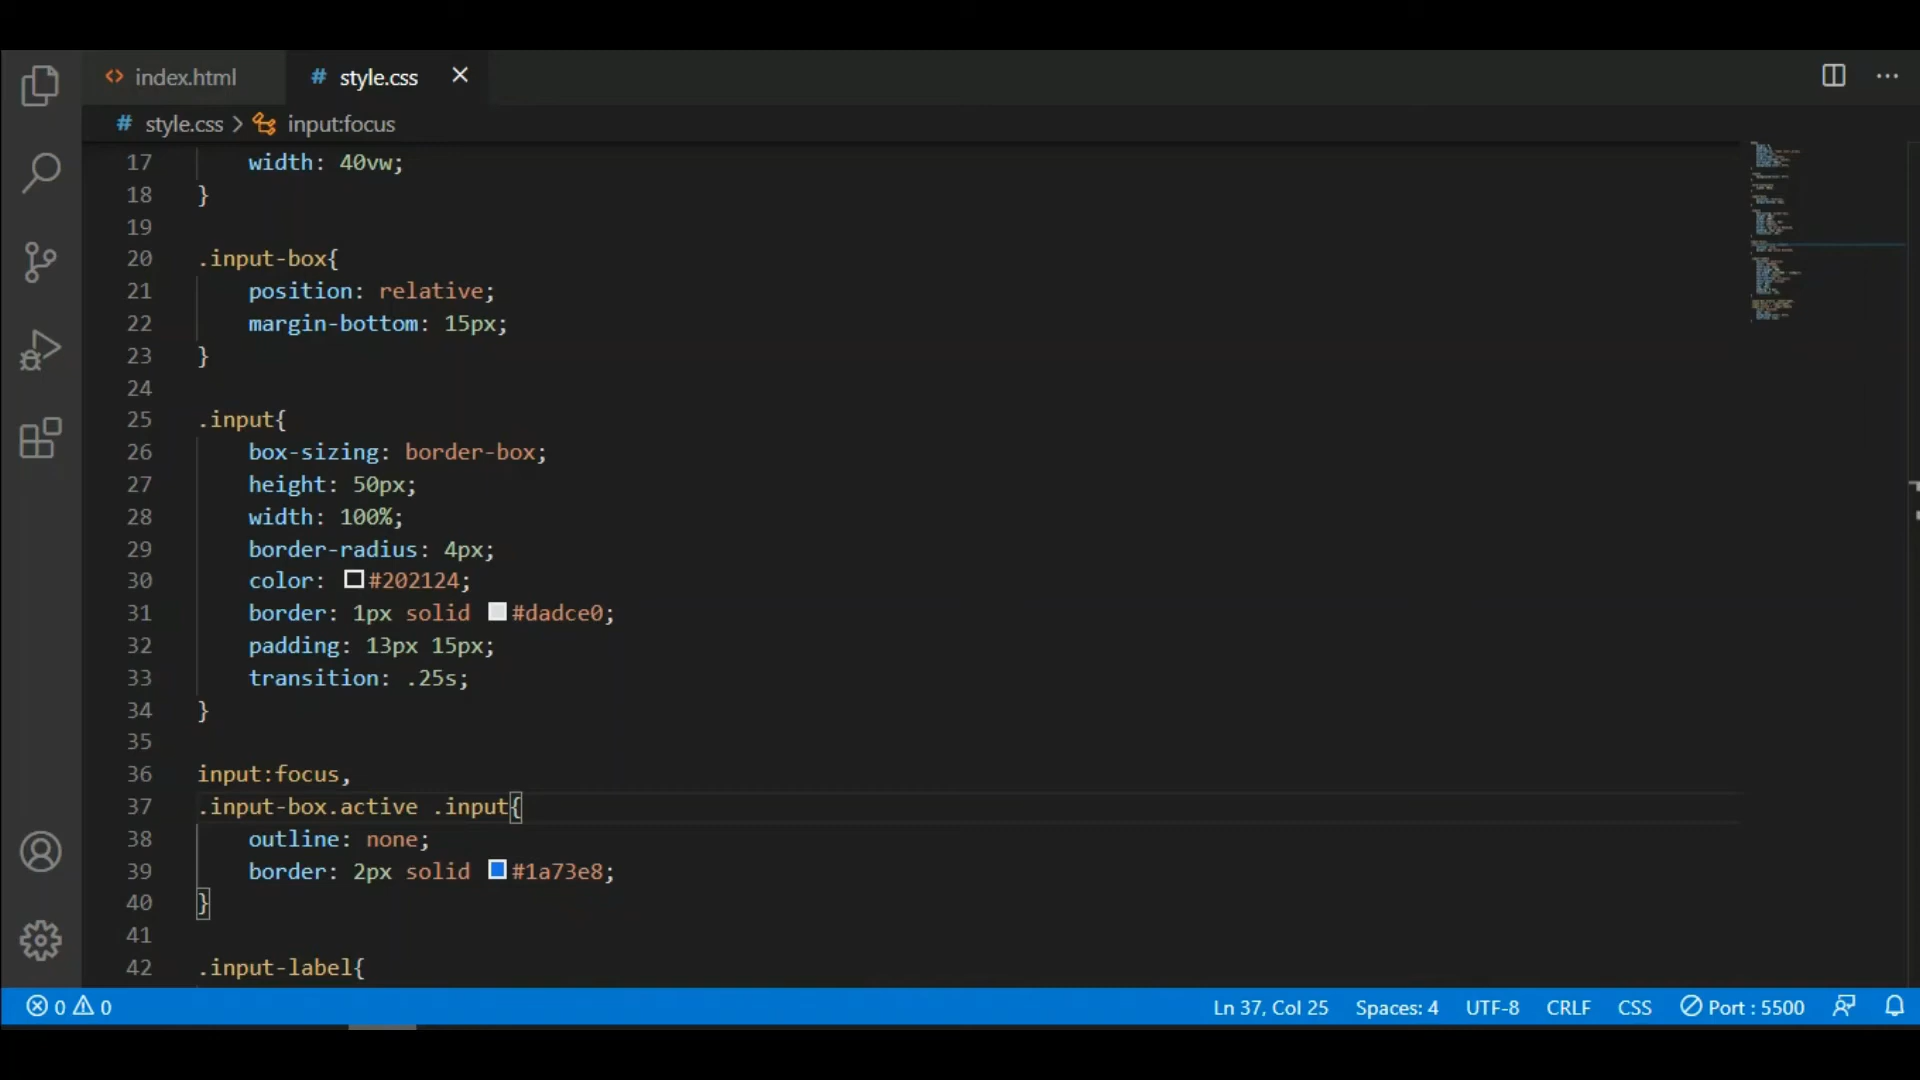 index.html
style.css
style.css > input:focus
17 width: 40vw;
18 }
19
20 .input-box{
21 position: relative;
22 margin-bottom: 15px;
23 }
24
25 .input{
26 box-sizing: border-box;
27 height: 50px;
28 width: 100%;
29 border-radius: 4px;
30 color: #202124;
31 border: 1px solid #dadce0;
32 padding: 13px 15px;
33 transition: .25s;
34 }
35
36 input:focus,
37 .input-box.active .input{
38 outline: none;
39 border: 2px solid #1a73e8;
40 }
41
42 .input-label{
0 0 Ln 37, Col 25 Spaces: 4 UTF-8 CRLF CSS Port : 5500